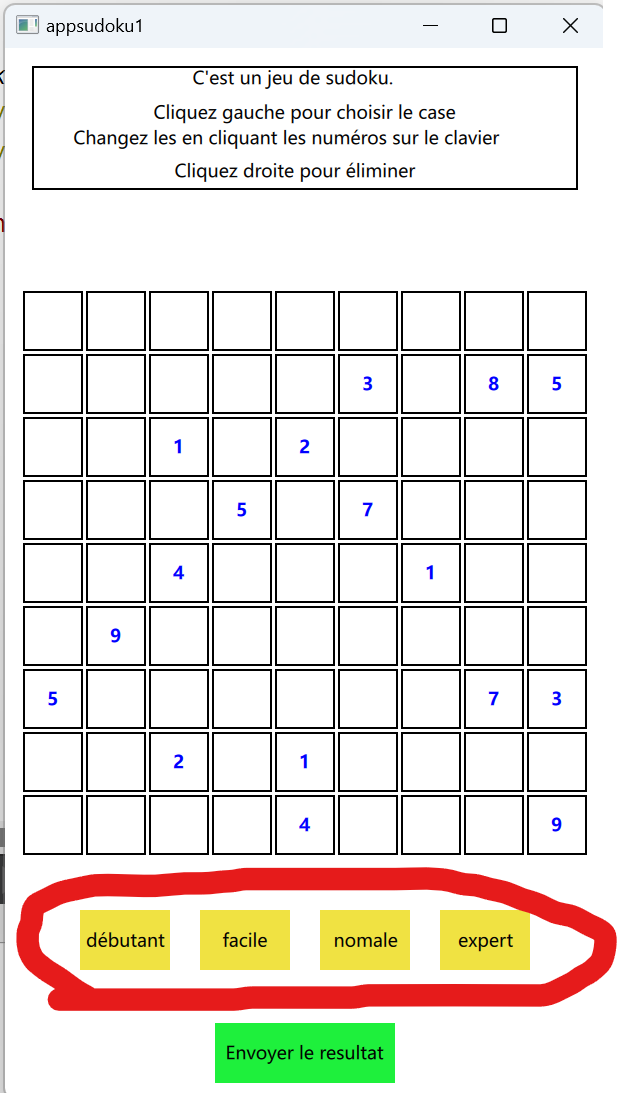 appsudoku1
C'est un jeu de sudoku.
Cliquez gauche pour choisir le case
Changez les en cliquant les numéros sur le clavier
Cliquez droite pour éliminer
3 8 5
1 2
5 7
4 1
9
5 7 3
2 1
4 9
débutant facile nomale expert
Envoyer le resultat